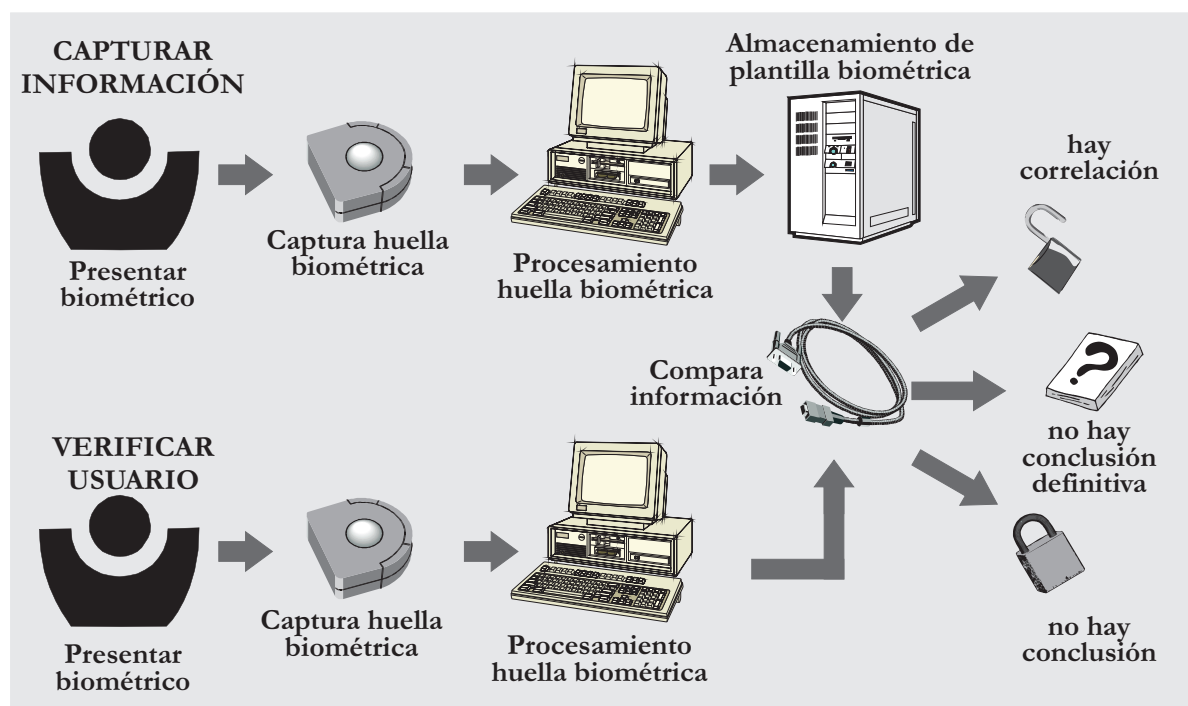 CAPTURAR
INFORMACIÓN
Presentar
biométrico
Captura huella
biométrica
Procesamiento
huella biométrica
Almacenamiento de
plantilla biométrica
Compara
información
hay
correlación
no hay
conclusión
definitiva
no hay
conclusión
VERIFICAR
USUARIO
Presentar
biométrico
Captura huella
biométrica
Procesamiento
huella biométrica